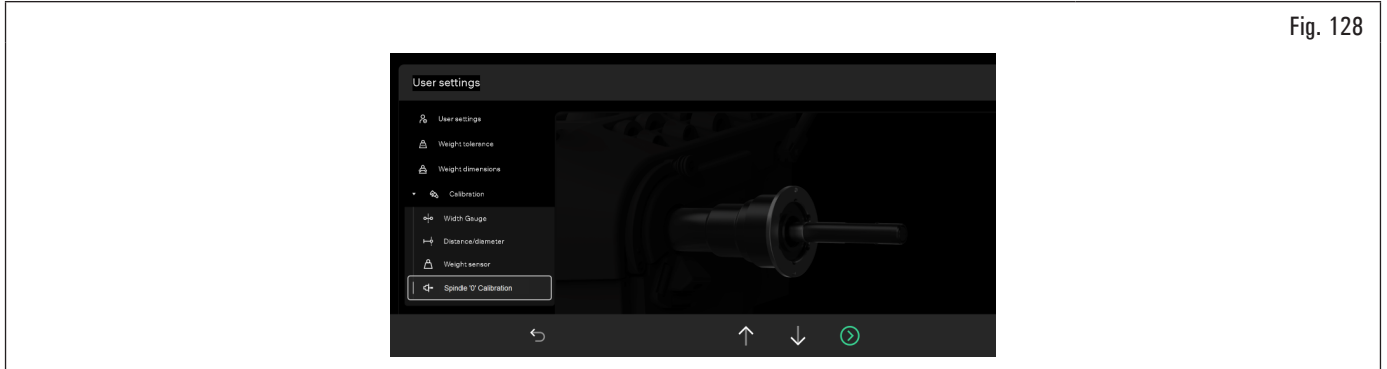 Fig. 128
User settings
User settings
Weight tolerance
Weight dimensions
Calibration
Width Gauge
Distance/diameter
Weight sensor
Spindle '0' Calibration